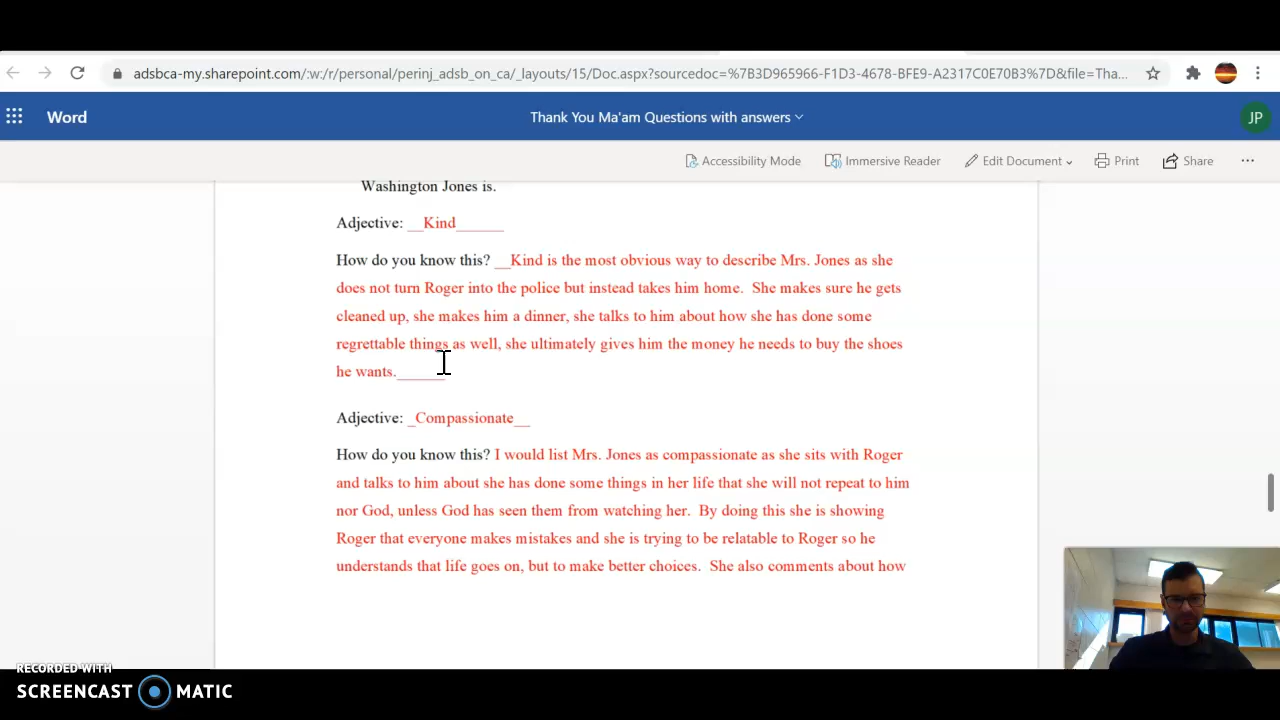 adsbca-my.sharepoint.com/:w:/r/personal/perinj_adsb_on_ca/_layouts/15/Doc.aspx?sourcedoc=%7B3D965966-F1D3-4678-BFE9-A2317C0E70B3%7D&file=Tha...
Word
Thank You Ma'am Questions with answers
JP
Accessibility Mode
Immersive Reader
Edit Document
Print
Share
Washington Jones is.
Adjective: __Kind______
How do you know this? __Kind is the most obvious way to describe Mrs. Jones as she
does not turn Roger into the police but instead takes him home.  She makes sure he gets
cleaned up, she makes him a dinner, she talks to him about how she has done some
regrettable things as well, she ultimately gives him the money he needs to buy the shoes
he wants.______
Adjective: _Compassionate__
How do you know this? I would list Mrs. Jones as compassionate as she sits with Roger
and talks to him about she has done some things in her life that she will not repeat to him
nor God, unless God has seen them from watching her.  By doing this she is showing
Roger that everyone makes mistakes and she is trying to be relatable to Roger so he
understands that life goes on, but to make better choices.  She also comments about how
RECORDED WITH
SCREENCAST MATIC